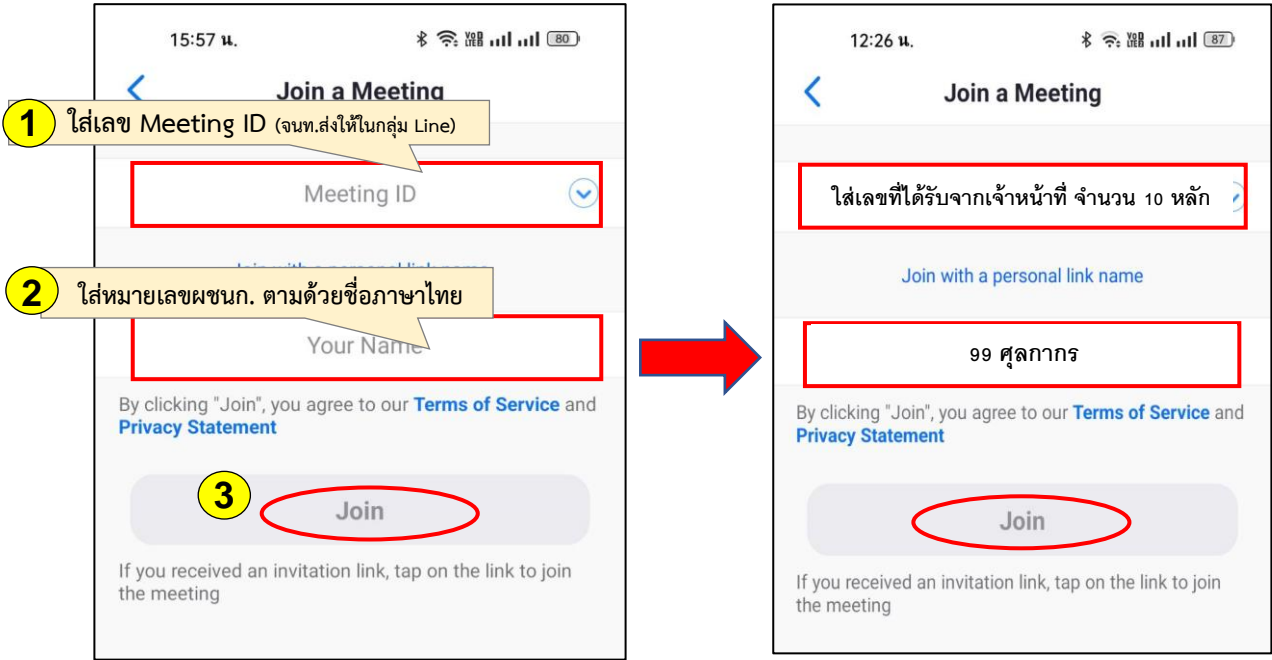 15:57 น.
80
Join a Meeting
1
ใส่เลข Meeting ID (จนท.ส่งให้ในกลุ่ม Line)
Meeting ID
2
ใส่หมายเลขผชนก. ตามด้วยชื่อภาษาไทย
Your Name
By clicking "Join", you agree to our Terms of Service and
Privacy Statement
3
Join
If you received an invitation link, tap on the link to join
the meeting
12:26 น.
87
Join a Meeting
ใส่เลขที่ได้รับจากเจ้าหน้าที่ จำนวน 10 หลัก
Join with a personal link name
99 ศุลกากร
By clicking "Join", you agree to our Terms of Service and
Privacy Statement
Join
If you received an invitation link, tap on the link to join
the meeting